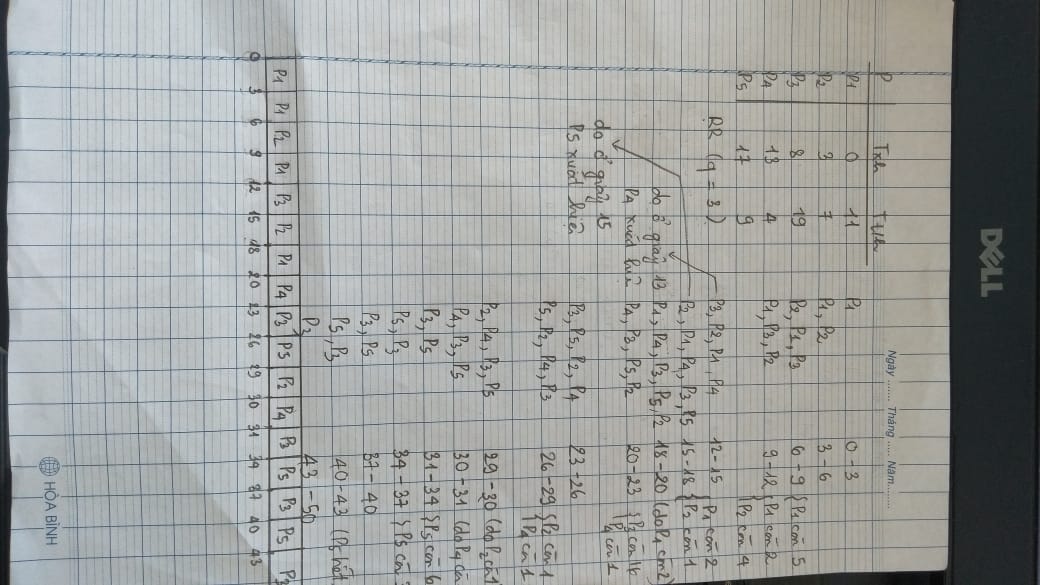 DELL
Ngày ....... Tháng ..... Năm........
P Txh Ttlh
P1 0 11 P1 0 - 3
P2 3 7 P1, P2 3 - 6
P3 8 19 P2, P1, P3 6 - 9 { P1 còn 5
P4 13 4 P1, P3, P2 9 - 12 { P1 còn 2
P5 17 9 P2 còn 4
RR (q = 3) P3, P2, P1, P4 12 - 15 { P1 còn 2
P2, P1, P4, P3, P5 15 - 18 P2 còn 1
do ở giây 13 P1, P4, P3, P5, P2 18 - 20 (do P1 còn 2)
P4 xuất hiện P4, P3, P5, P2 20 - 23 { P3 còn 16
P4 còn 1
do ở giây 15
P5 xuất hiện P3, P5, P2, P4 23 - 26
P5, P2, P4, P3 26 - 29 { P2 còn 1
P4 còn 1
P2, P4, P3, P5 29 - 30 (do P2 còn 1
P4, P3, P5 30 - 31 (do P4 còn
P3, P5 31 - 34 } P5 còn 6
P5, P3 34 - 37 } P5 còn 3
P3, P5 37 - 40
P5, P3 40 - 43 (P5 hết
P3 43 - 50
P1 P1 P2 P1 P3 P2 P1 P4 P3 P5 P2 P4 P3 P5 P3 P5 P3
0 3 6 9 12 15 18 20 23 26 29 30 31 34 37 40 43
HÒA BÌNH